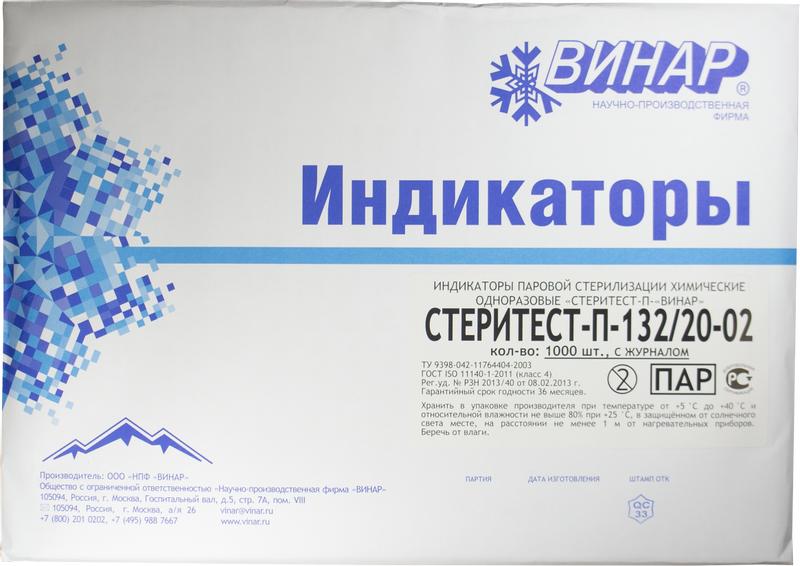 ВИНАР®
НАУЧНО-ПРОИЗВОДСТВЕННАЯ
ФИРМА
Индикаторы
ИНДИКАТОРЫ ПАРОВОЙ СТЕРИЛИЗАЦИИ ХИМИЧЕСКИЕ
ОДНОРАЗОВЫЕ «СТЕРИТЕСТ-П-«ВИНАР»
СТЕРИТЕСТ-П-132/20-02
кол-во: 1000 шт., С ЖУРНАЛОМ
ТУ 9398-042-11764404-2003
ГОСТ ISO 11140-1-2011 (класс 4)
Рег.уд. № РЗН 2013/40 от 08.02.2013 г.
Гарантийный срок годности 36 месяцев.
2
ПАР
Хранить в упаковке производителя при температуре от +5 °С до +40 °С и
относительной влажности не выше 80% при +25 °С, в защищённом от солнечного
света месте, на расстоянии не менее 1 м от нагревательных приборов.
Беречь от влаги.
Производитель: ООО «НПФ «ВИНАР»
Общество с ограниченной ответственностью «Научно-производственная фирма «ВИНАР»
105094, Россия, г. Москва, Госпитальный вал, д.5, стр. 7А, пом. VIII
105094, Россия, г. Москва, а/я 26 vinar@vinar.ru
+7 (800) 201 0202, +7 (495) 988 7667 www.vinar.ru
ПАРТИЯ ДАТА ИЗГОТОВЛЕНИЯ ШТАМП ОТК
QC
33